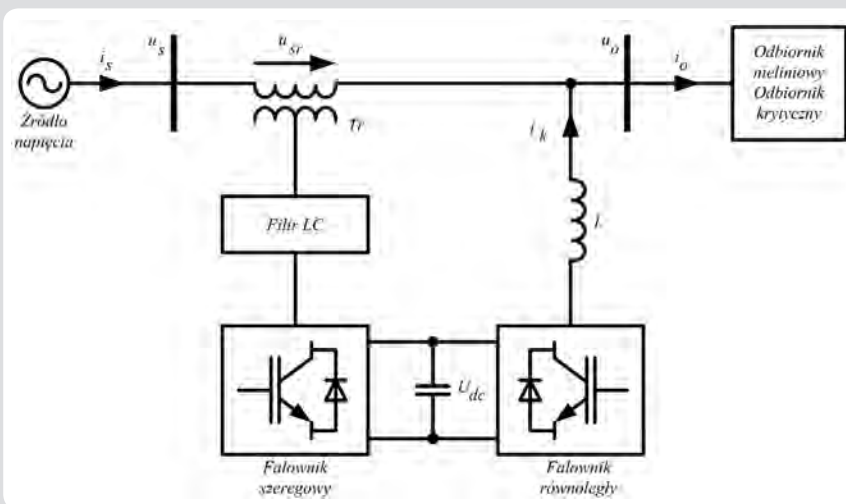 u_s
u_sr
u_o
i_s
i_o
Źródło
napięcia
Odbiornik
nieliniowy
Odbiornik
krytyczny
Tr
i_k
Filtr LC
L
U_dc
Falownik
szeregowy
Falownik
równoległy